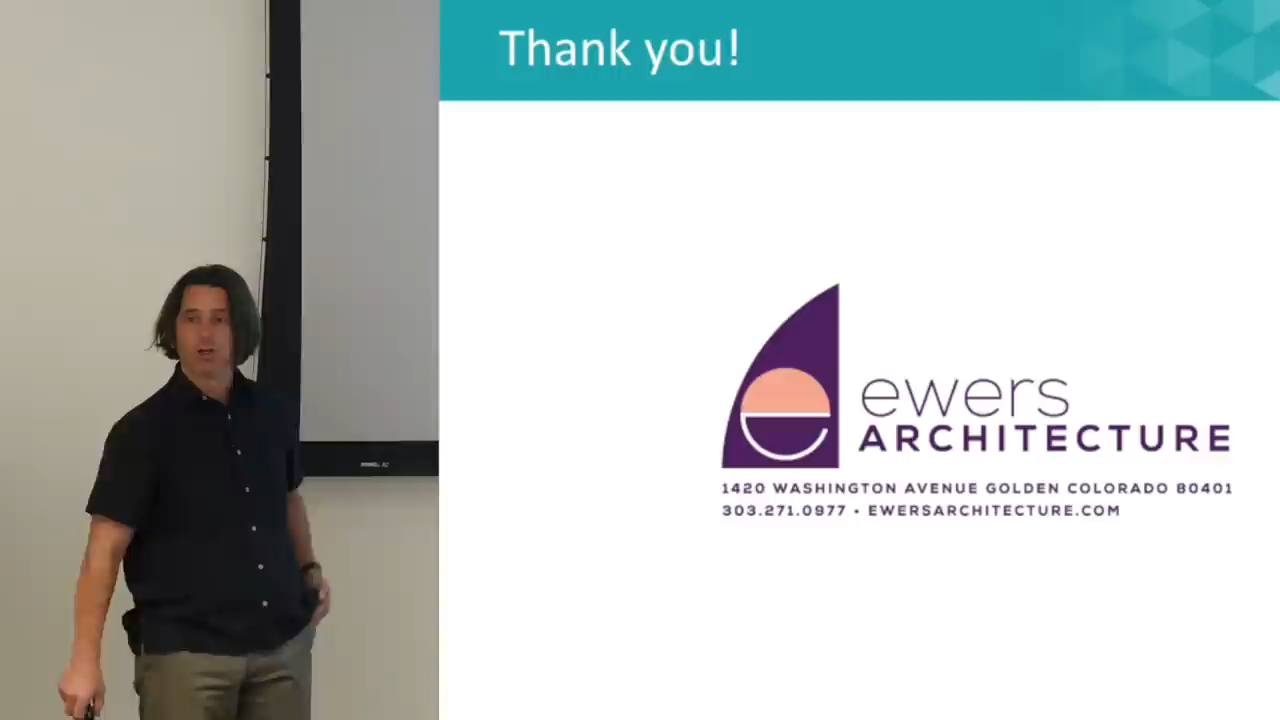 Thank you!
ewers
ARCHITECTURE
1420 WASHINGTON AVENUE GOLDEN COLORADO 80401
303.271.0977 • EWERSARCHITECTURE.COM